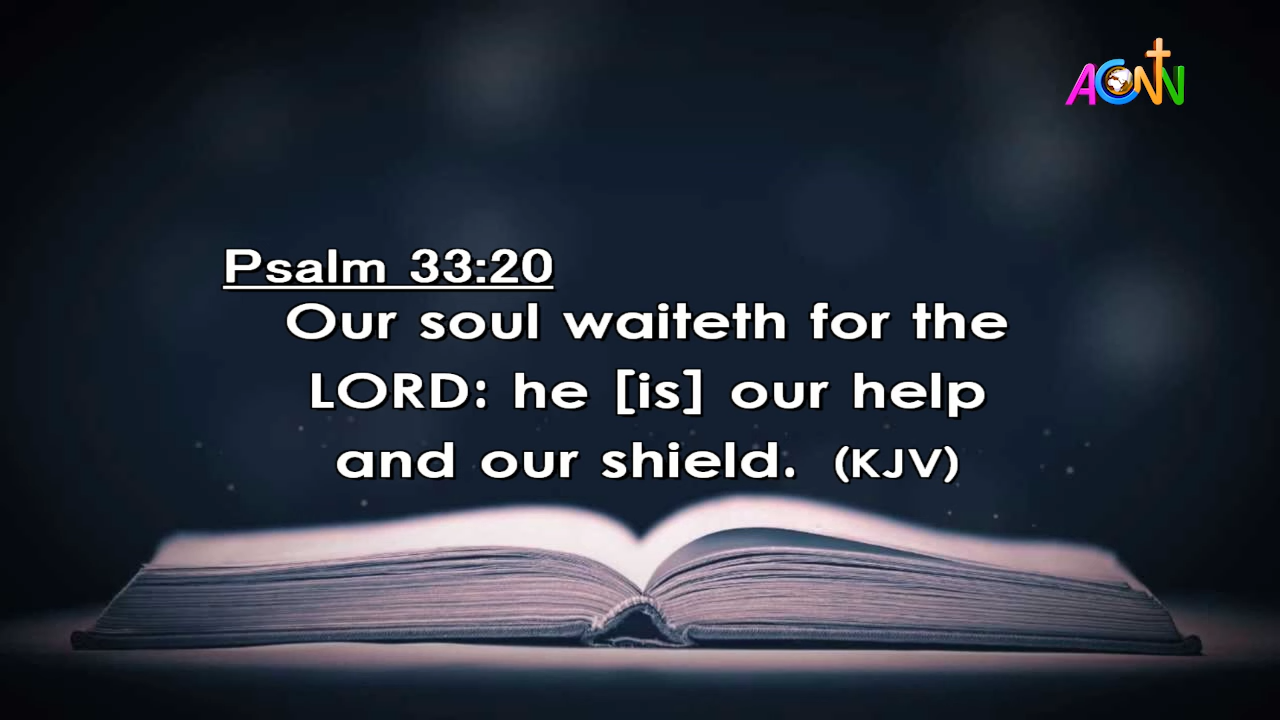 ACNN
Psalm 33:20
Our soul waiteth for the
LORD: he [is] our help
and our shield. (KJV)